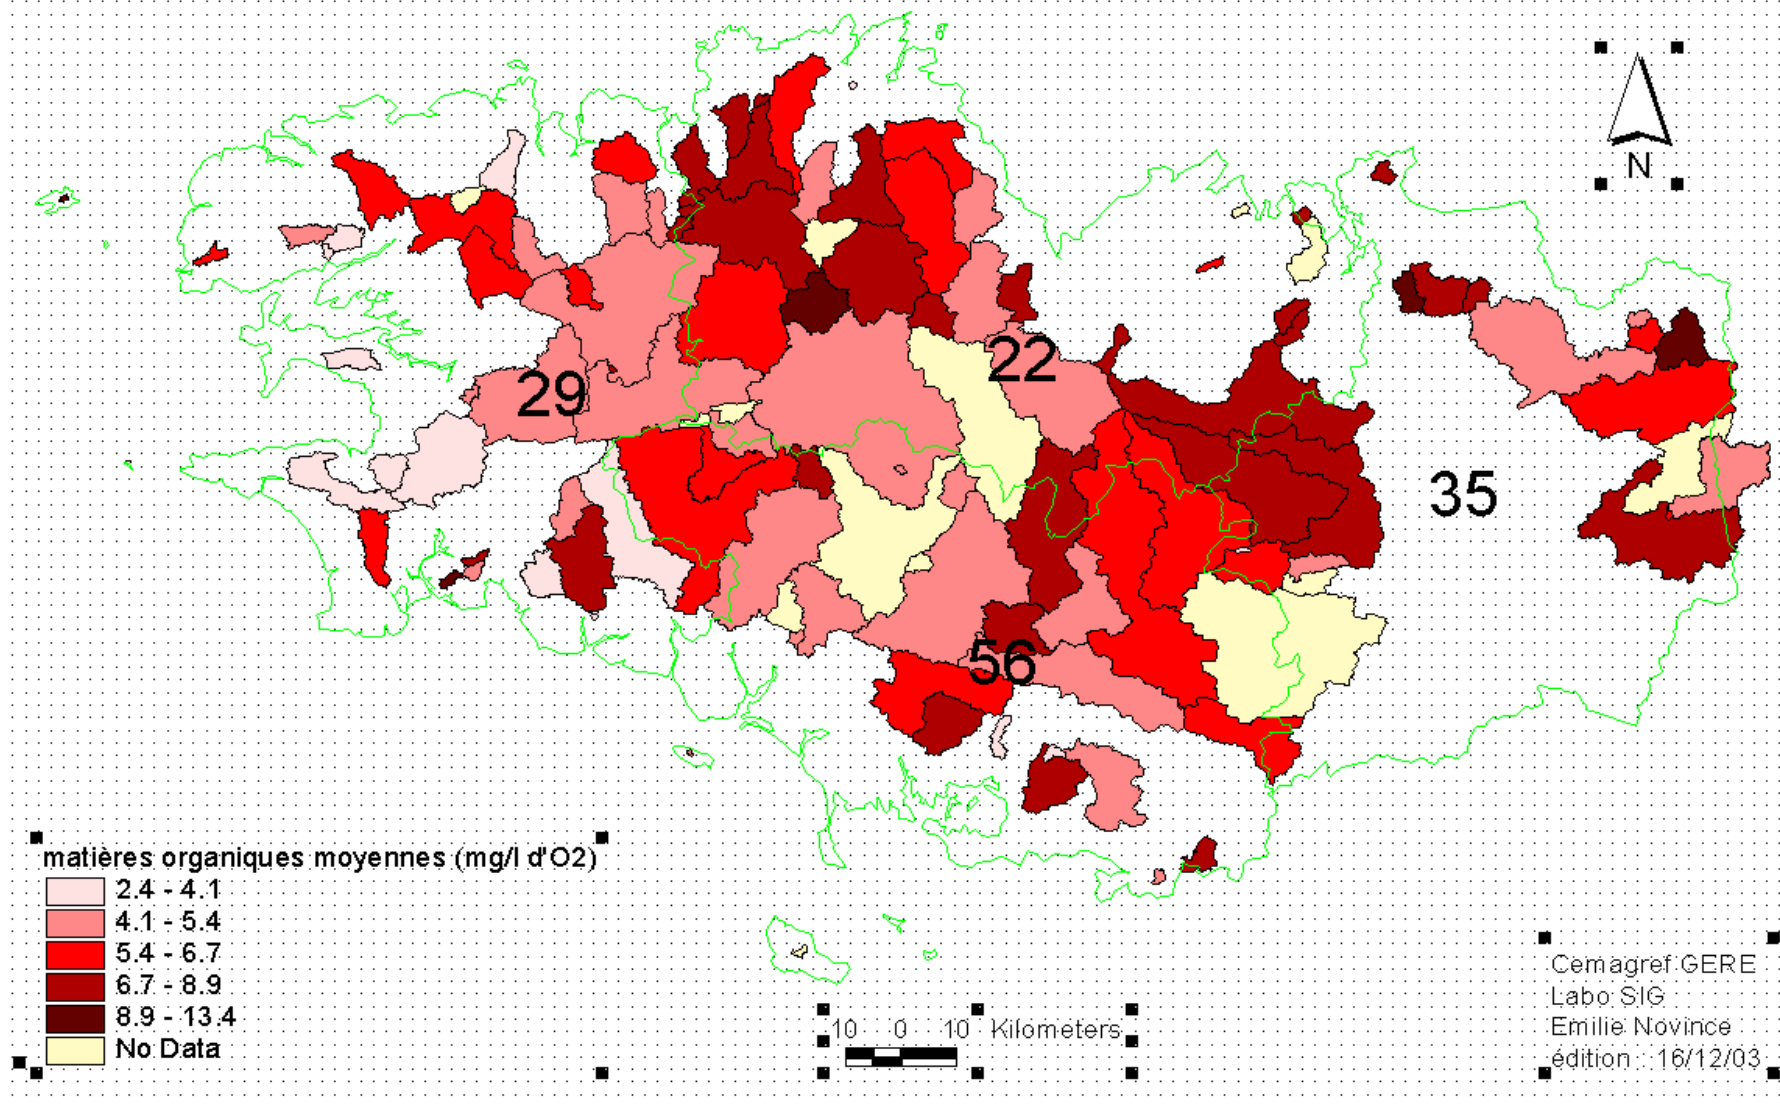 N
22
29
35
56
matières organiques moyennes (mg/l d'O2)
2.4 - 4.1
4.1 - 5.4
5.4 - 6.7
6.7 - 8.9
8.9 - 13.4
No Data
10 0 10 Kilometers
Cemagref GERE
Labo SIG
Emilie Novince
édition : 16/12/03